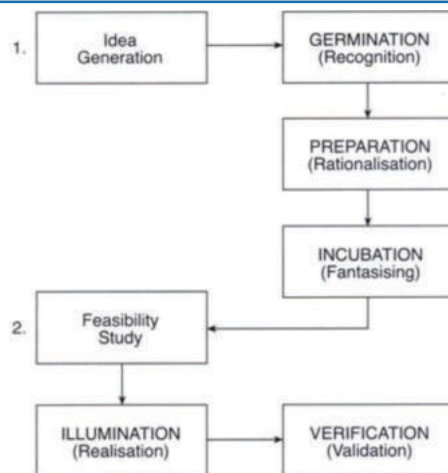 1.
Idea
Generation
GERMINATION
(Recognition)
PREPARATION
(Rationalisation)
INCUBATION
(Fantasising)
2.
Feasibility
Study
ILLUMINATION
(Realisation)
VERIFICATION
(Validation)